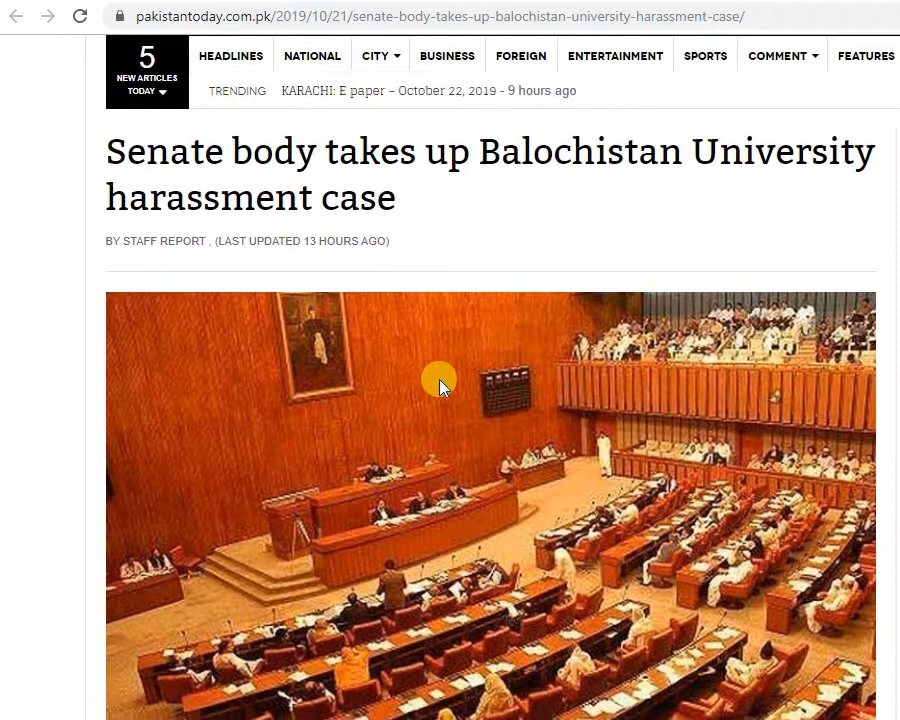 pakistantoday.com.pk/2019/10/21/senate-body-takes-up-balochistan-university-harassment-case/
5
NEW ARTICLES
TODAY
HEADLINES NATIONAL CITY BUSINESS FOREIGN ENTERTAINMENT SPORTS COMMENT FEATURES
TRENDING KARACHI: E paper – October 22, 2019 - 9 hours ago
Senate body takes up Balochistan University
harassment case
BY STAFF REPORT , (LAST UPDATED 13 HOURS AGO)